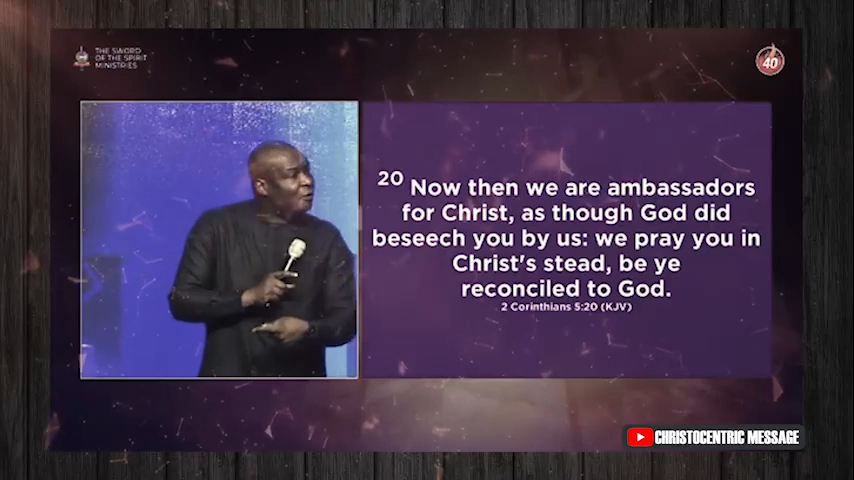 THE SWORD
OF THE SPIRIT
MINISTRIES
40
20 Now then we are ambassadors
for Christ, as though God did
beseech you by us: we pray you in
Christ's stead, be ye
reconciled to God.
2 Corinthians 5:20 (KJV)
CHRISTOCENTRIC MESSAGE